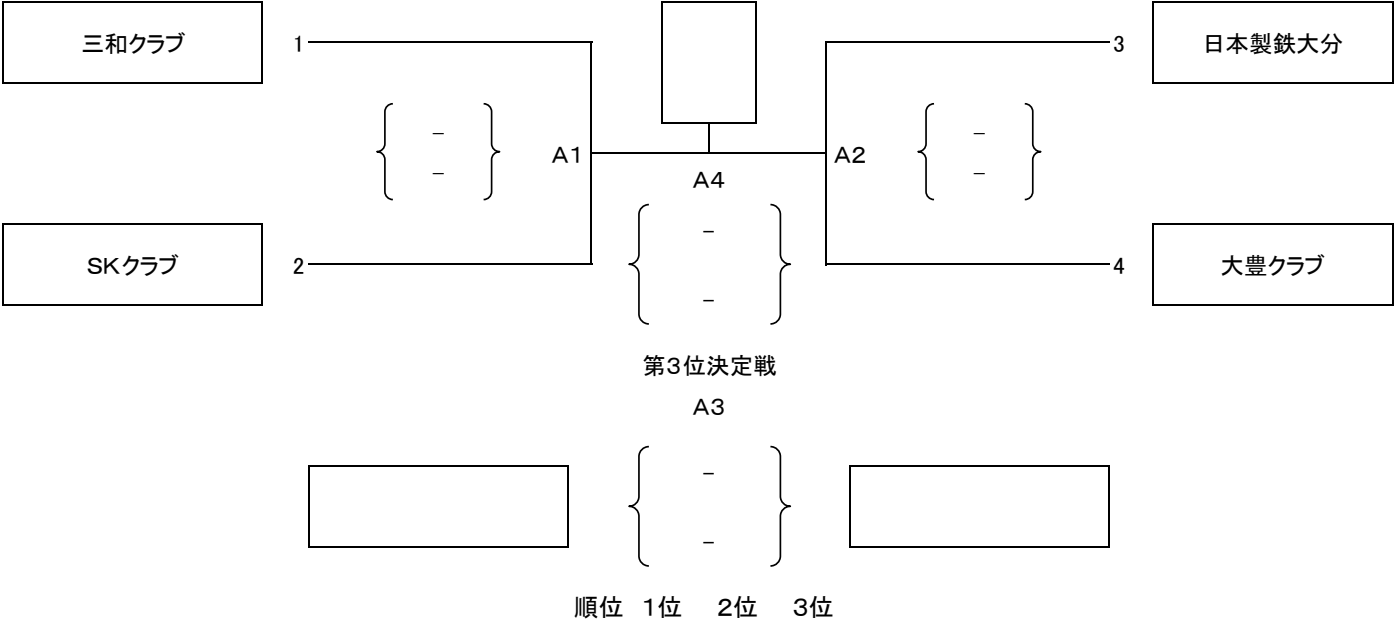 三和クラブ 1 3 日本製鉄大分
－ －
A1 A2
－ －
A4
－
SKクラブ 2 4 大豊クラブ
－
第3位決定戦
A3
－
－
順位 1位 2位 3位